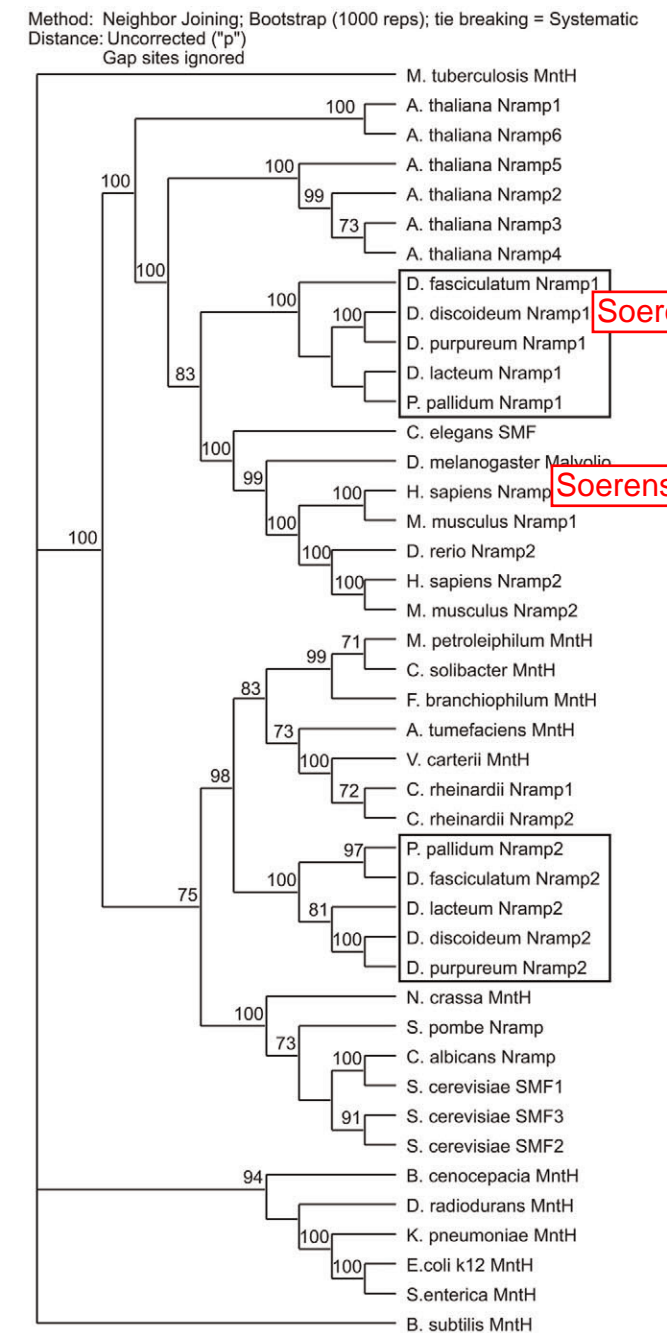 Method: Neighbor Joining; Bootstrap (1000 reps); tie breaking = Systematic
Distance: Uncorrected ("p")
Gap sites ignored
M. tuberculosis MntH
100 A. thaliana Nramp1
A. thaliana Nramp6
100 A. thaliana Nramp5
100
99 A. thaliana Nramp2
73 A. thaliana Nramp3
A. thaliana Nramp4
100
100 D. fasciculatum Nramp1
100 D. discoideum Nramp1 Soere
D. purpureum Nramp1
83 D. lacteum Nramp1
P. pallidum Nramp1
C. elegans SMF
100
99 D. melanogaster Malvolio
100 H. sapiens Nramp Soerens
M. musculus Nramp1
100
100 100 D. rerio Nramp2
100 H. sapiens Nramp2
M. musculus Nramp2
71 M. petroleiphilum MntH
99 C. solibacter MntH
83 F. branchiophilum MntH
73 A. tumefaciens MntH
100 V. carterii MntH
98 72 C. rheinardii Nramp1
C. rheinardii Nramp2
97 P. pallidum Nramp2
100 D. fasciculatum Nramp2
75 81 D. lacteum Nramp2
100 D. discoideum Nramp2
D. purpureum Nramp2
N. crassa MntH
100
73 S. pombe Nramp
100 C. albicans Nramp
S. cerevisiae SMF1
91 S. cerevisiae SMF3
S. cerevisiae SMF2
94 B. cenocepacia MntH
D. radiodurans MntH
100 K. pneumoniae MntH
100 E.coli k12 MntH
S.enterica MntH
B. subtilis MntH